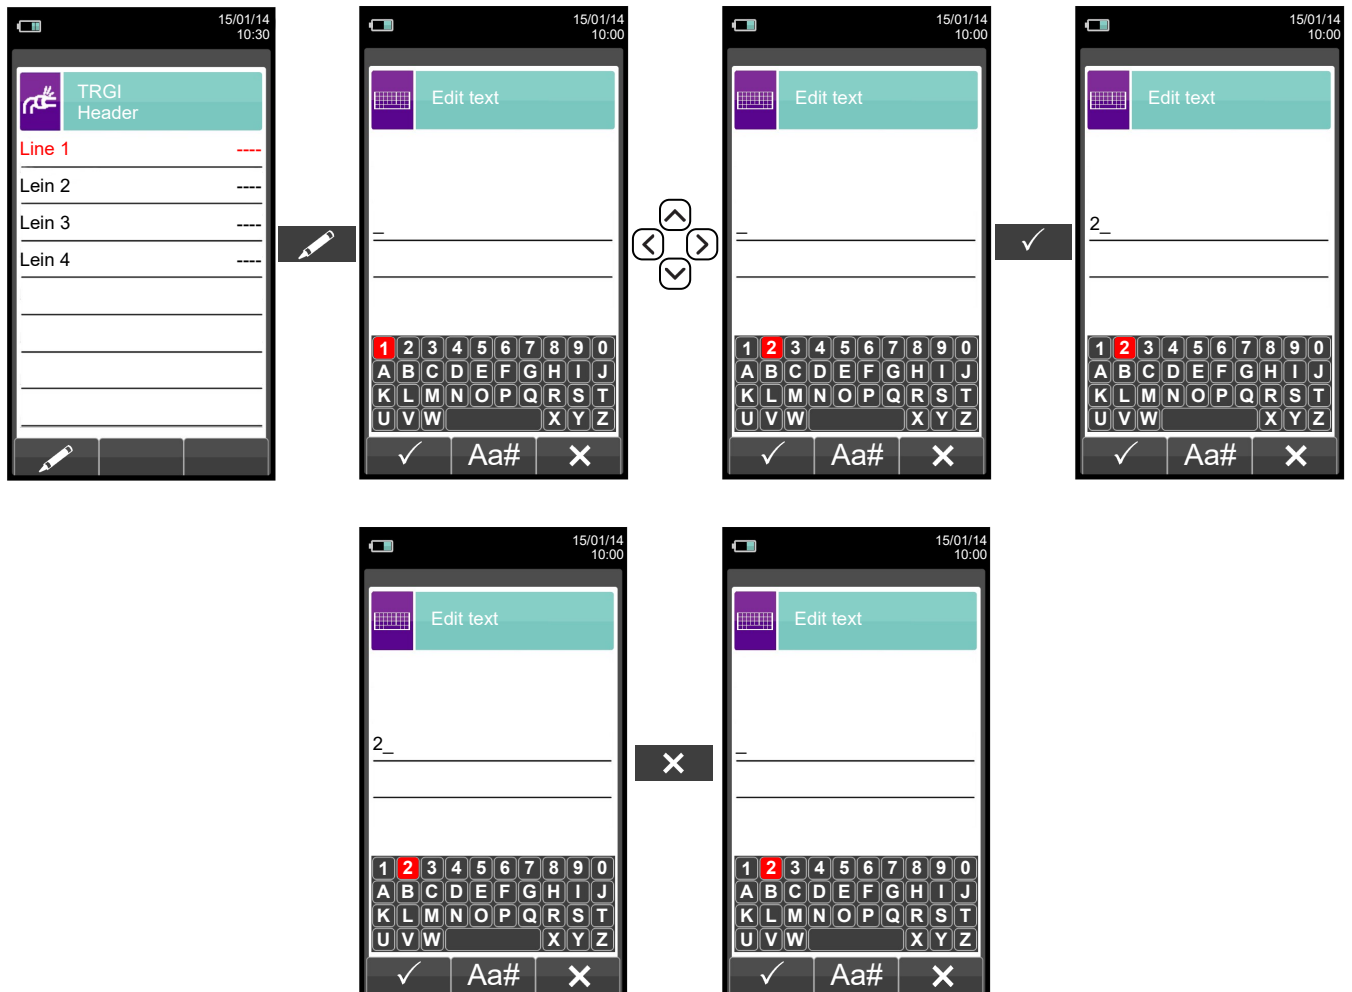 15/01/14
10:30
TRGI
Header
Line 1 ----
Lein 2 ----
Lein 3 ----
Lein 4 ----
15/01/14
10:00
Edit text
_
1 2 3 4 5 6 7 8 9 0
A B C D E F G H I J
K L M N O P Q R S T
U V W X Y Z
Aa#
15/01/14
10:00
Edit text
_
1 2 3 4 5 6 7 8 9 0
A B C D E F G H I J
K L M N O P Q R S T
U V W X Y Z
Aa#
15/01/14
10:00
Edit text
2_
1 2 3 4 5 6 7 8 9 0
A B C D E F G H I J
K L M N O P Q R S T
U V W X Y Z
Aa#
15/01/14
10:00
Edit text
2_
1 2 3 4 5 6 7 8 9 0
A B C D E F G H I J
K L M N O P Q R S T
U V W X Y Z
Aa#
15/01/14
10:00
Edit text
_
1 2 3 4 5 6 7 8 9 0
A B C D E F G H I J
K L M N O P Q R S T
U V W X Y Z
Aa#